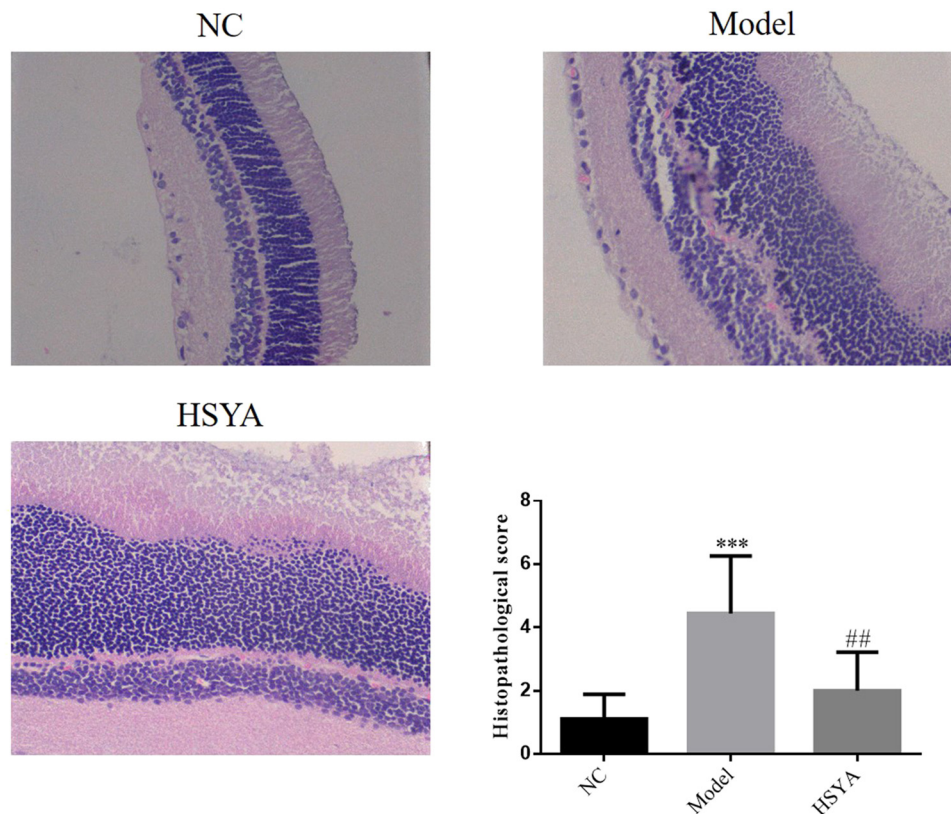 NC
Model
HSYA
Histopathological score
8
6
4
2
0
***
##
NC
Model
HSYA